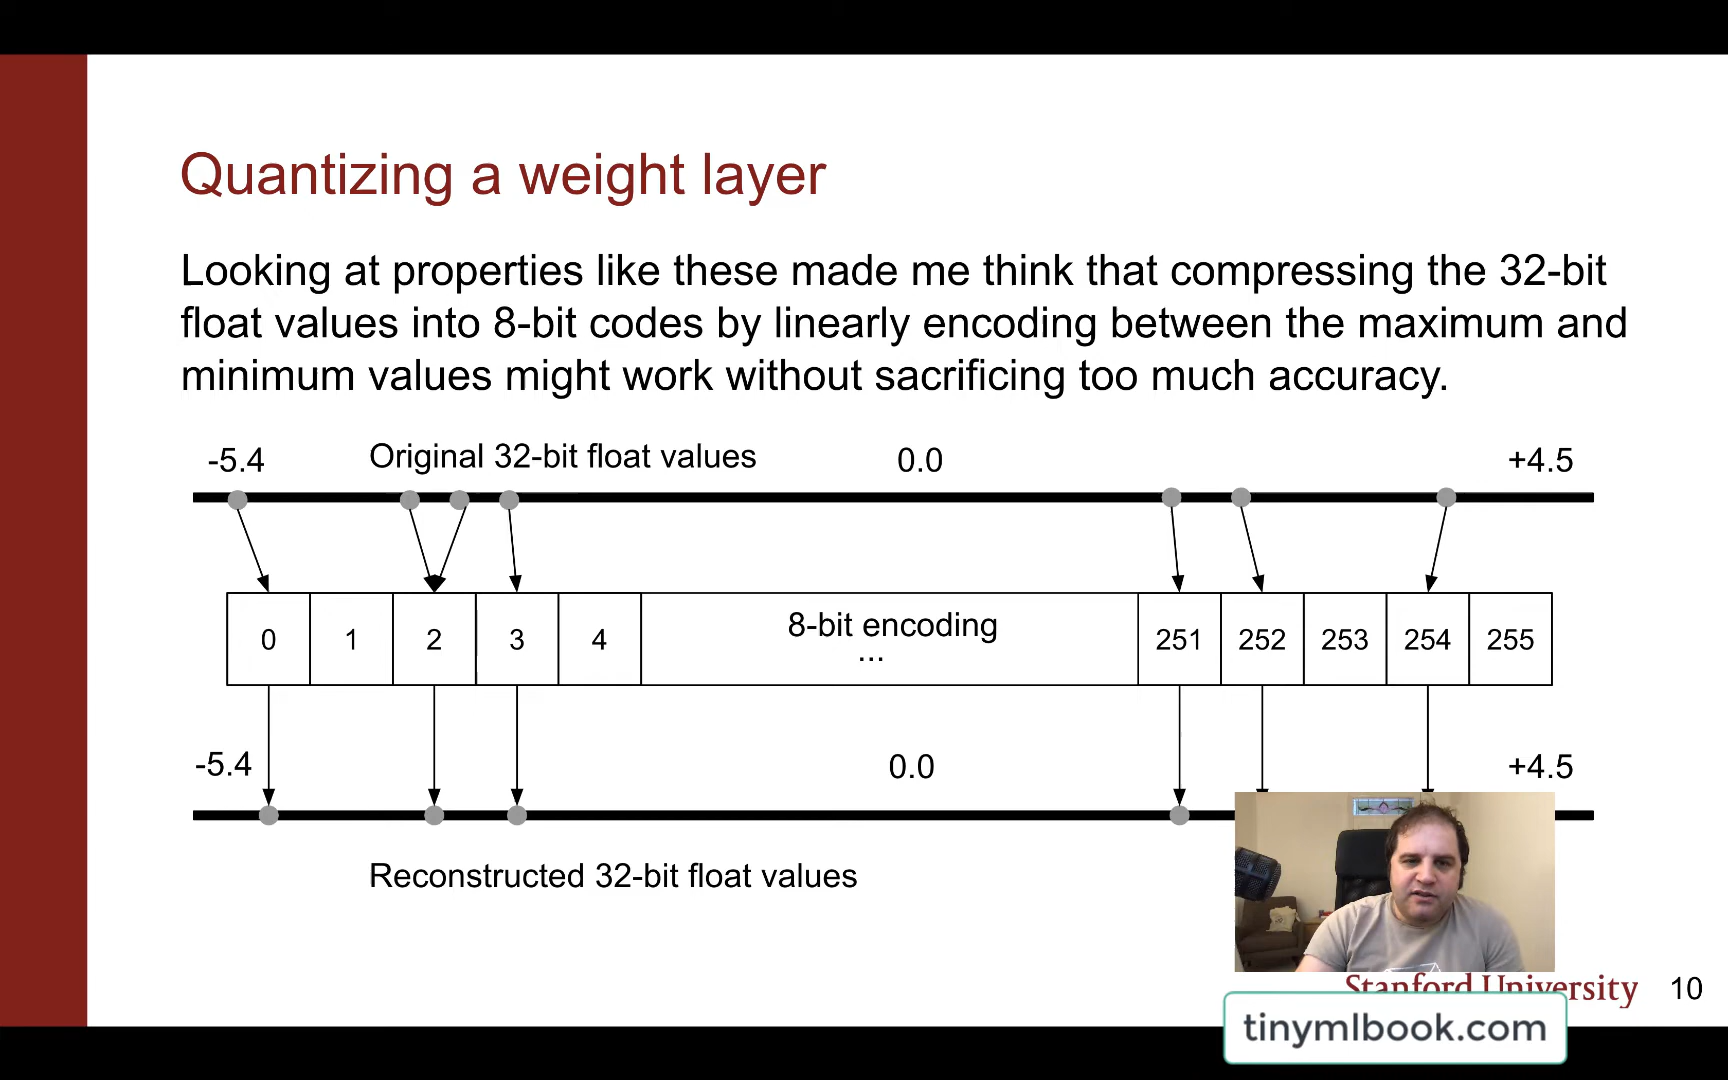 Quantizing a weight layer
Looking at properties like these made me think that compressing the 32-bit
float values into 8-bit codes by linearly encoding between the maximum and
minimum values might work without sacrificing too much accuracy.
-5.4 Original 32-bit float values 0.0 +4.5
0 1 2 3 4 8-bit encoding ... 251 252 253 254 255
-5.4 0.0 +4.5
Reconstructed 32-bit float values
Stanford University 10
tinymlbook.com